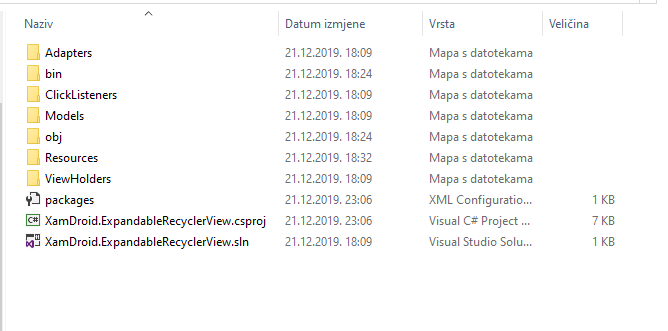 Naziv Datum izmjene Vrsta Veličina
Adapters 21.12.2019. 18:09 Mapa s datotekama
bin 21.12.2019. 18:24 Mapa s datotekama
ClickListeners 21.12.2019. 18:09 Mapa s datotekama
Models 21.12.2019. 18:09 Mapa s datotekama
obj 21.12.2019. 18:24 Mapa s datotekama
Resources 21.12.2019. 18:32 Mapa s datotekama
ViewHolders 21.12.2019. 18:09 Mapa s datotekama
packages 21.12.2019. 23:06 XML Configuratio... 1 KB
C# XamDroid.ExpandableRecyclerView.csproj 21.12.2019. 23:06 Visual C# Project ... 7 KB
XamDroid.ExpandableRecyclerView.sln 21.12.2019. 18:09 Visual Studio Solu... 1 KB